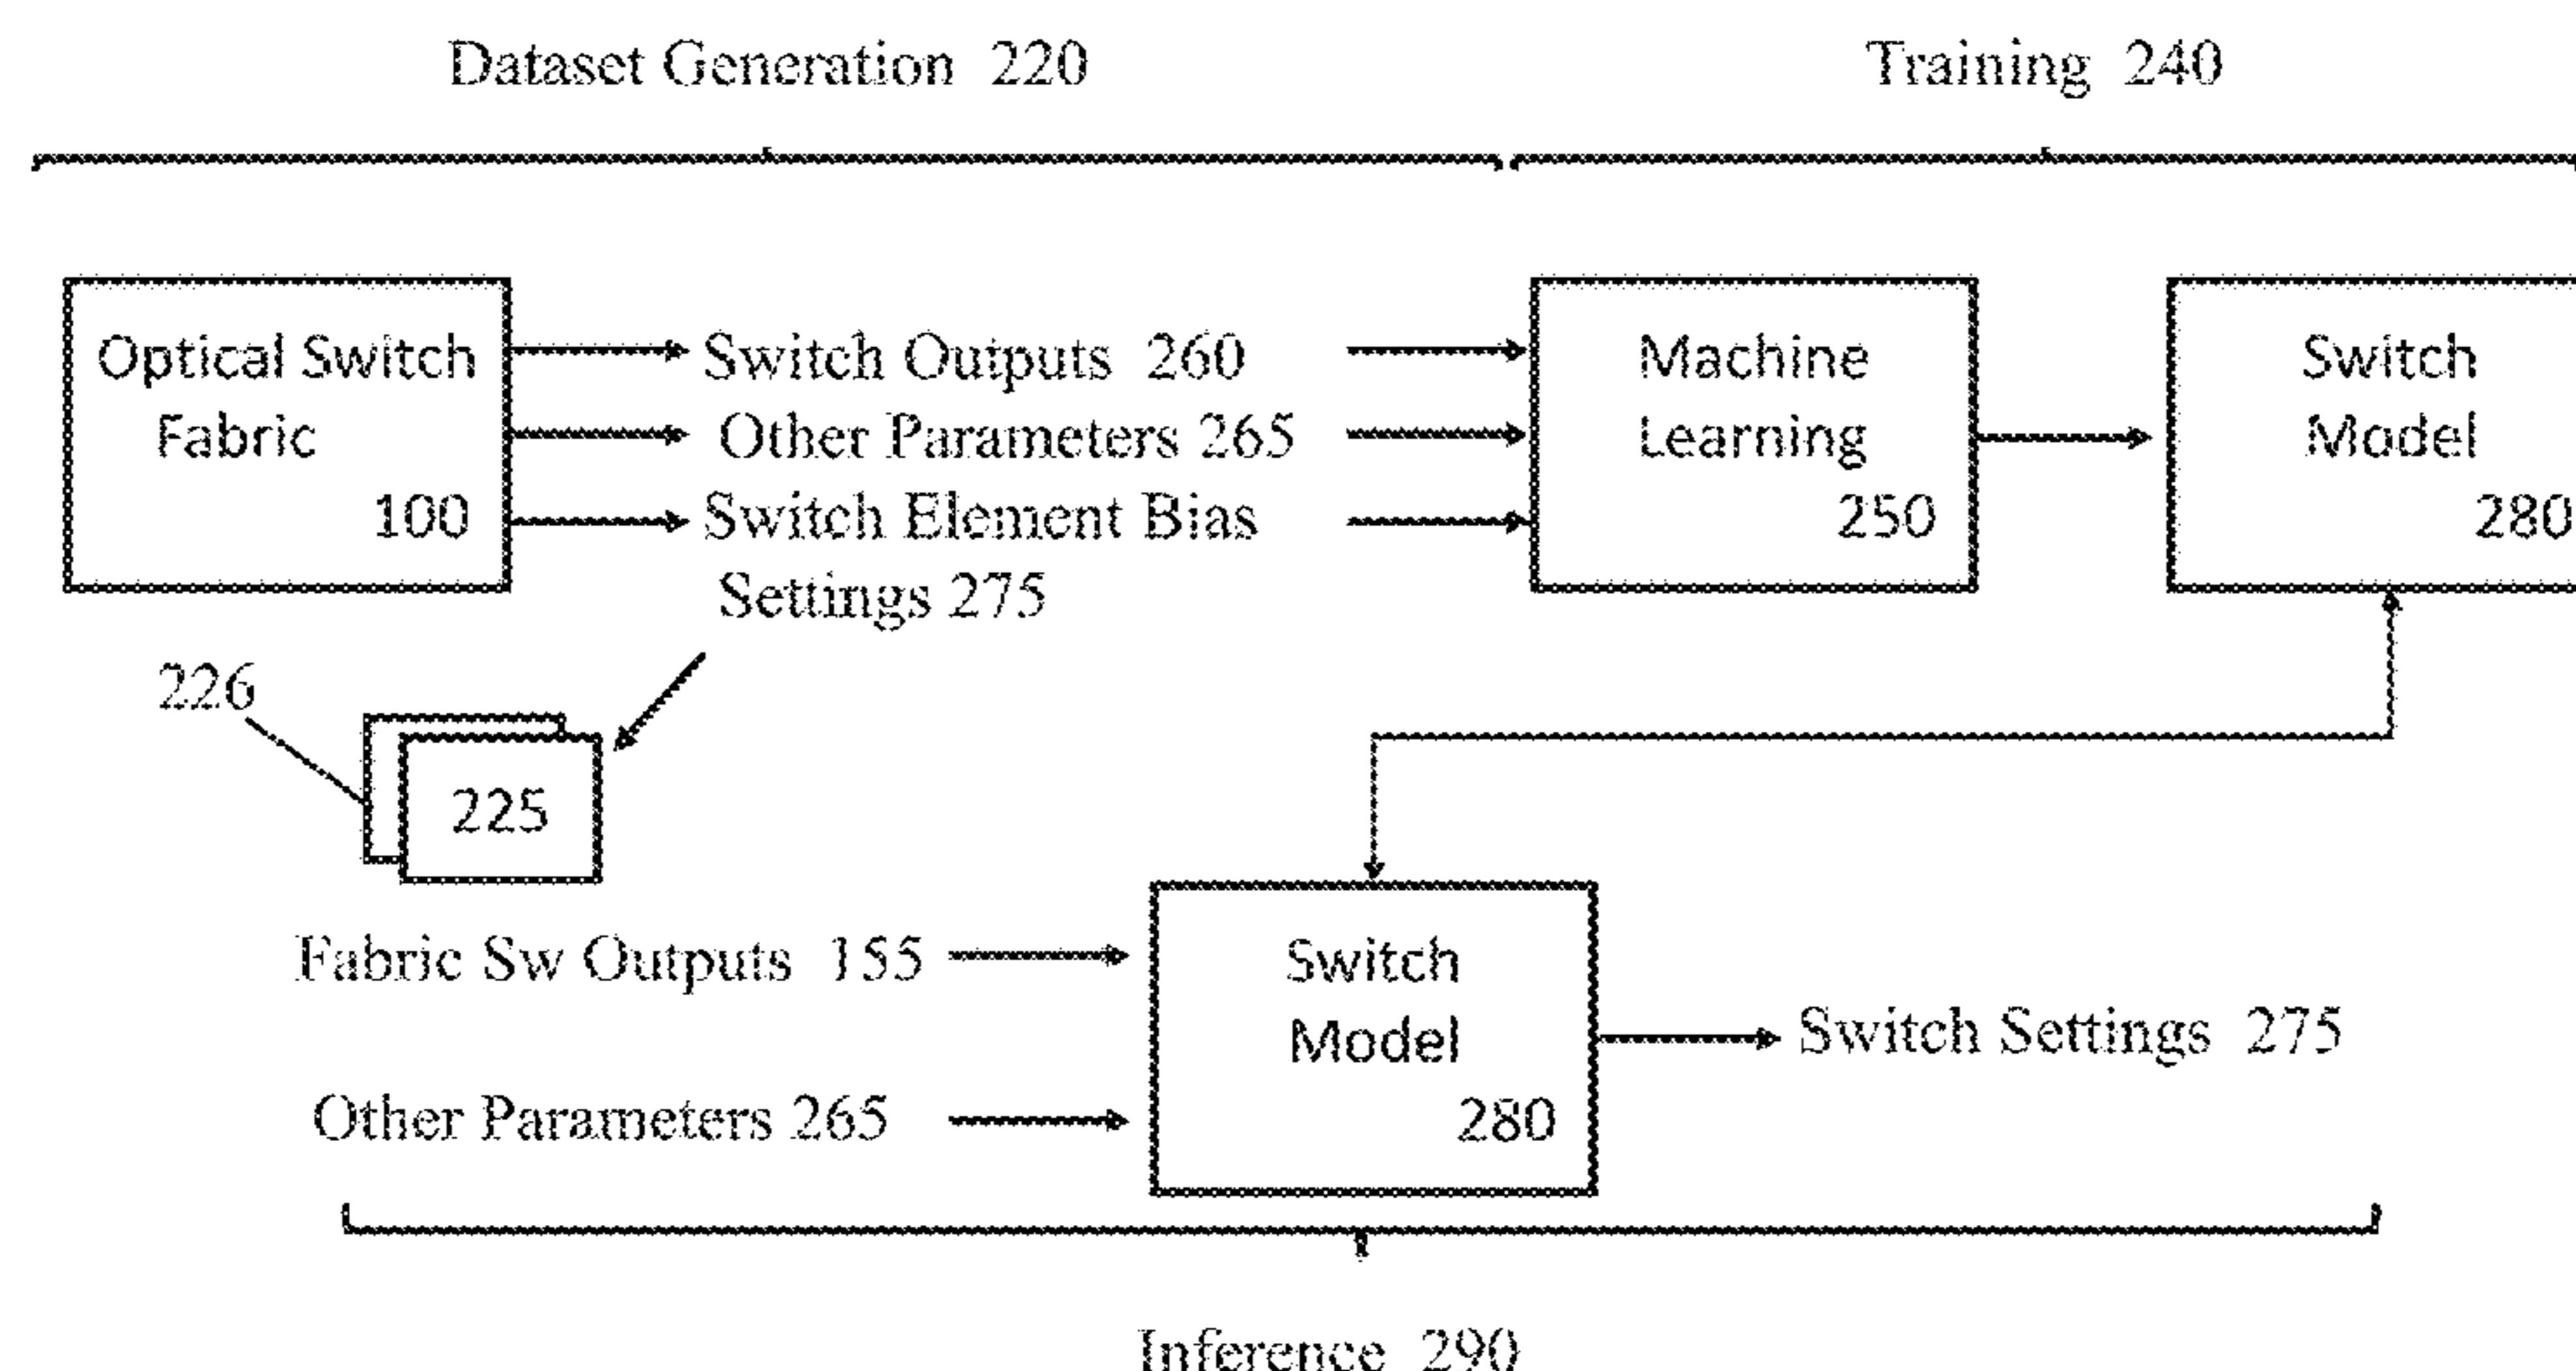 Dataset Generation 220
Training 240
Optical Switch
Fabric
100
Switch Outputs 260
Other Parameters 265
Switch Element Bias
Settings 275
Machine
Learning
250
Switch
Model
280
226
225
Fabric Sw Outputs 155
Other Parameters 265
Switch
Model
280
Switch Settings 275
Inference 290